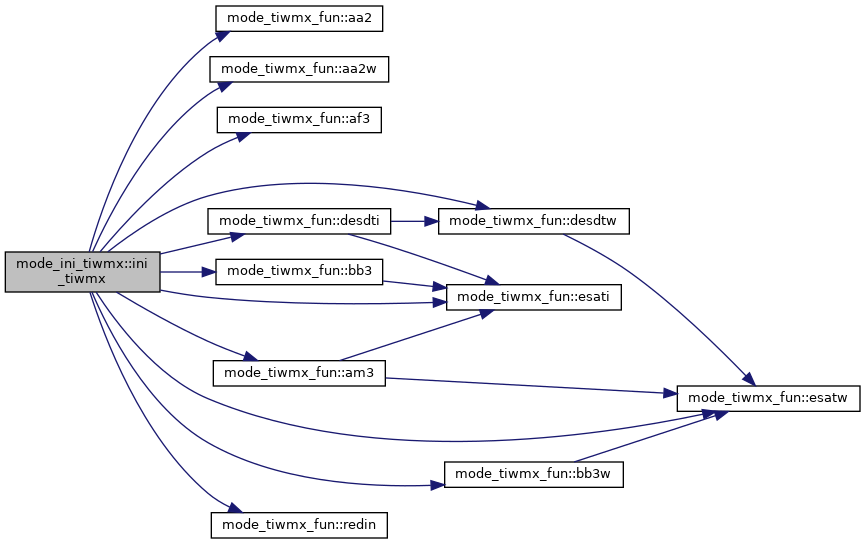 mode_tiwmx_fun::aa2
mode_tiwmx_fun::aa2w
mode_tiwmx_fun::af3
mode_tiwmx_fun::desdti
mode_tiwmx_fun::desdtw
mode_ini_tiwmx::ini
_tiwmx
mode_tiwmx_fun::bb3
mode_tiwmx_fun::esati
mode_tiwmx_fun::am3
mode_tiwmx_fun::esatw
mode_tiwmx_fun::bb3w
mode_tiwmx_fun::redin